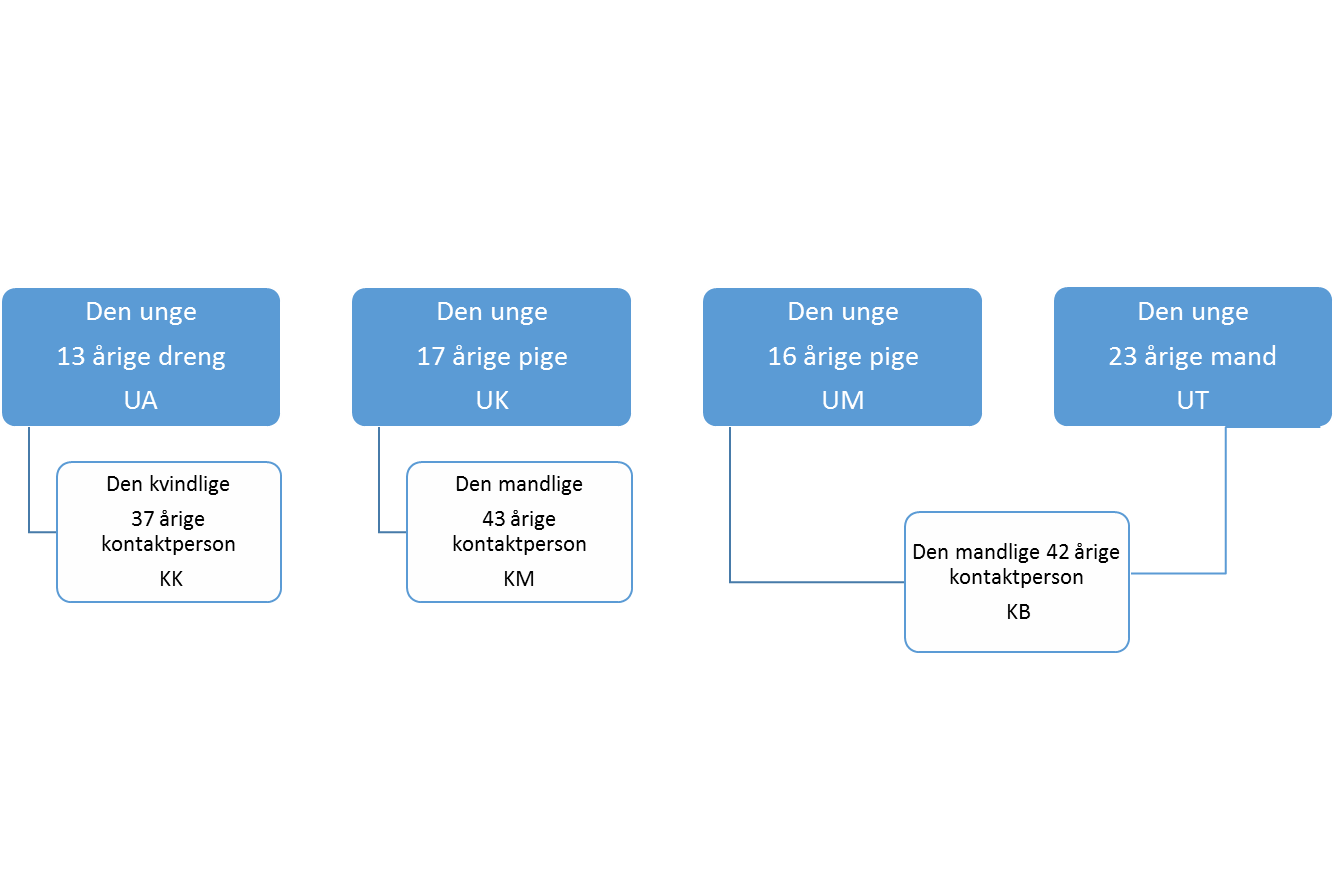 Den unge
13 årige dreng
UA
Den unge
17 årige pige
UK
Den unge
16 årige pige
UM
Den unge
23 årige mand
UT
Den kvindlige
37 årige
kontaktperson
KK
Den mandlige
43 årige
kontaktperson
KM
Den mandlige 42 årige
kontaktperson
KB